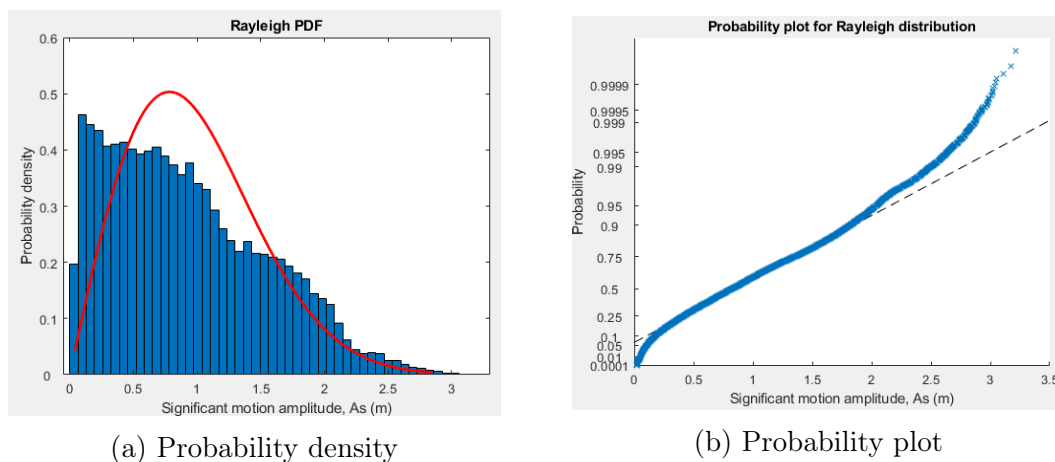 Rayleigh PDF
0.6
0.5
0.4
0.3
0.2
0.1
0
Probability density
0 0.5 1 1.5 2 2.5 3
Significant motion amplitude, As (m)
(a) Probability density
Probability plot for Rayleigh distribution
0.9999
0.9995
0.999
0.995
0.99
0.95
0.9
0.75
0.5
0.25
0.1
0.05
0.01
0.0001
Probability
0 0.5 1 1.5 2 2.5 3 3.5
Significant motion amplitude, As (m)
(b) Probability plot